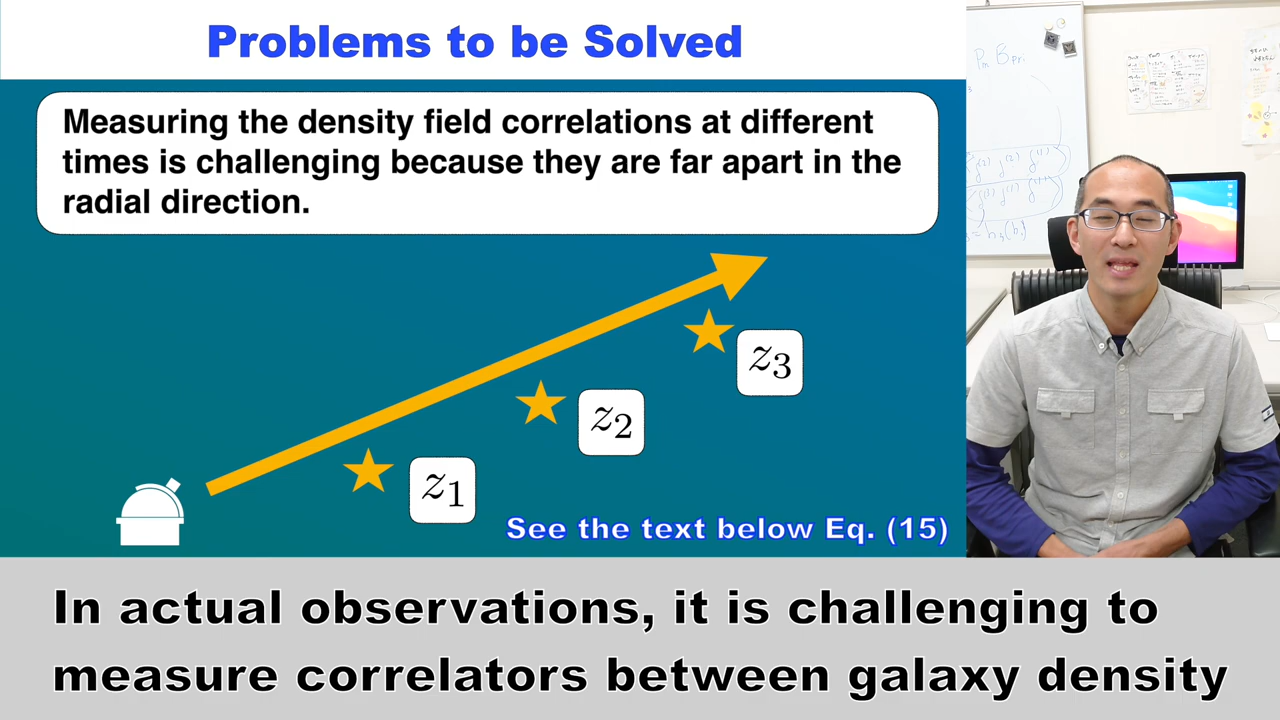 Problems to be Solved
Measuring the density field correlations at different
times is challenging because they are far apart in the
radial direction.
z3
z2
z1
See the text below Eq. (15)
In actual observations, it is challenging to
measure correlators between galaxy density